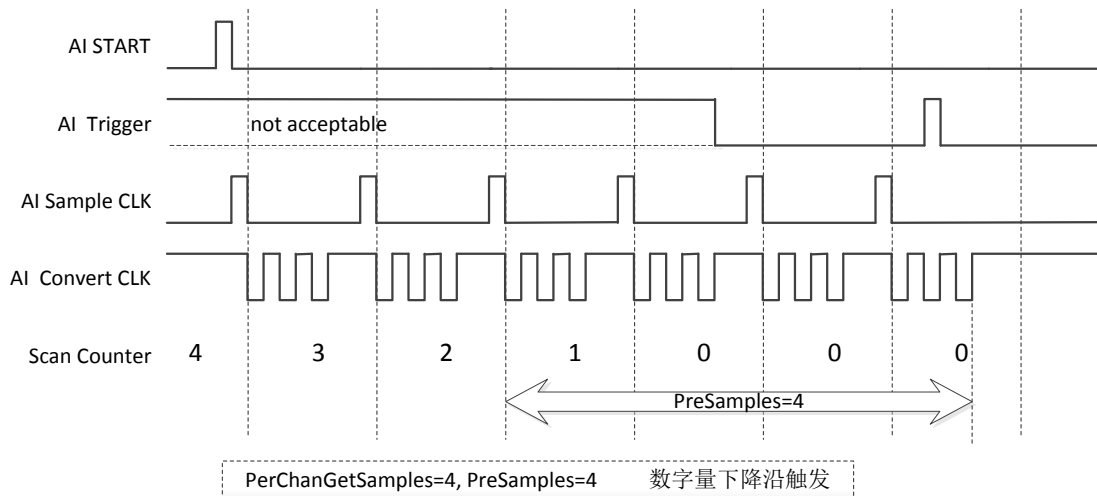 AI START
AI Trigger
not acceptable
AI Sample CLK
AI Convert CLK
Scan Counter 4 3 2 1 0 0 0
PreSamples=4
PerChanGetSamples=4, PreSamples=4 数字量下降沿触发